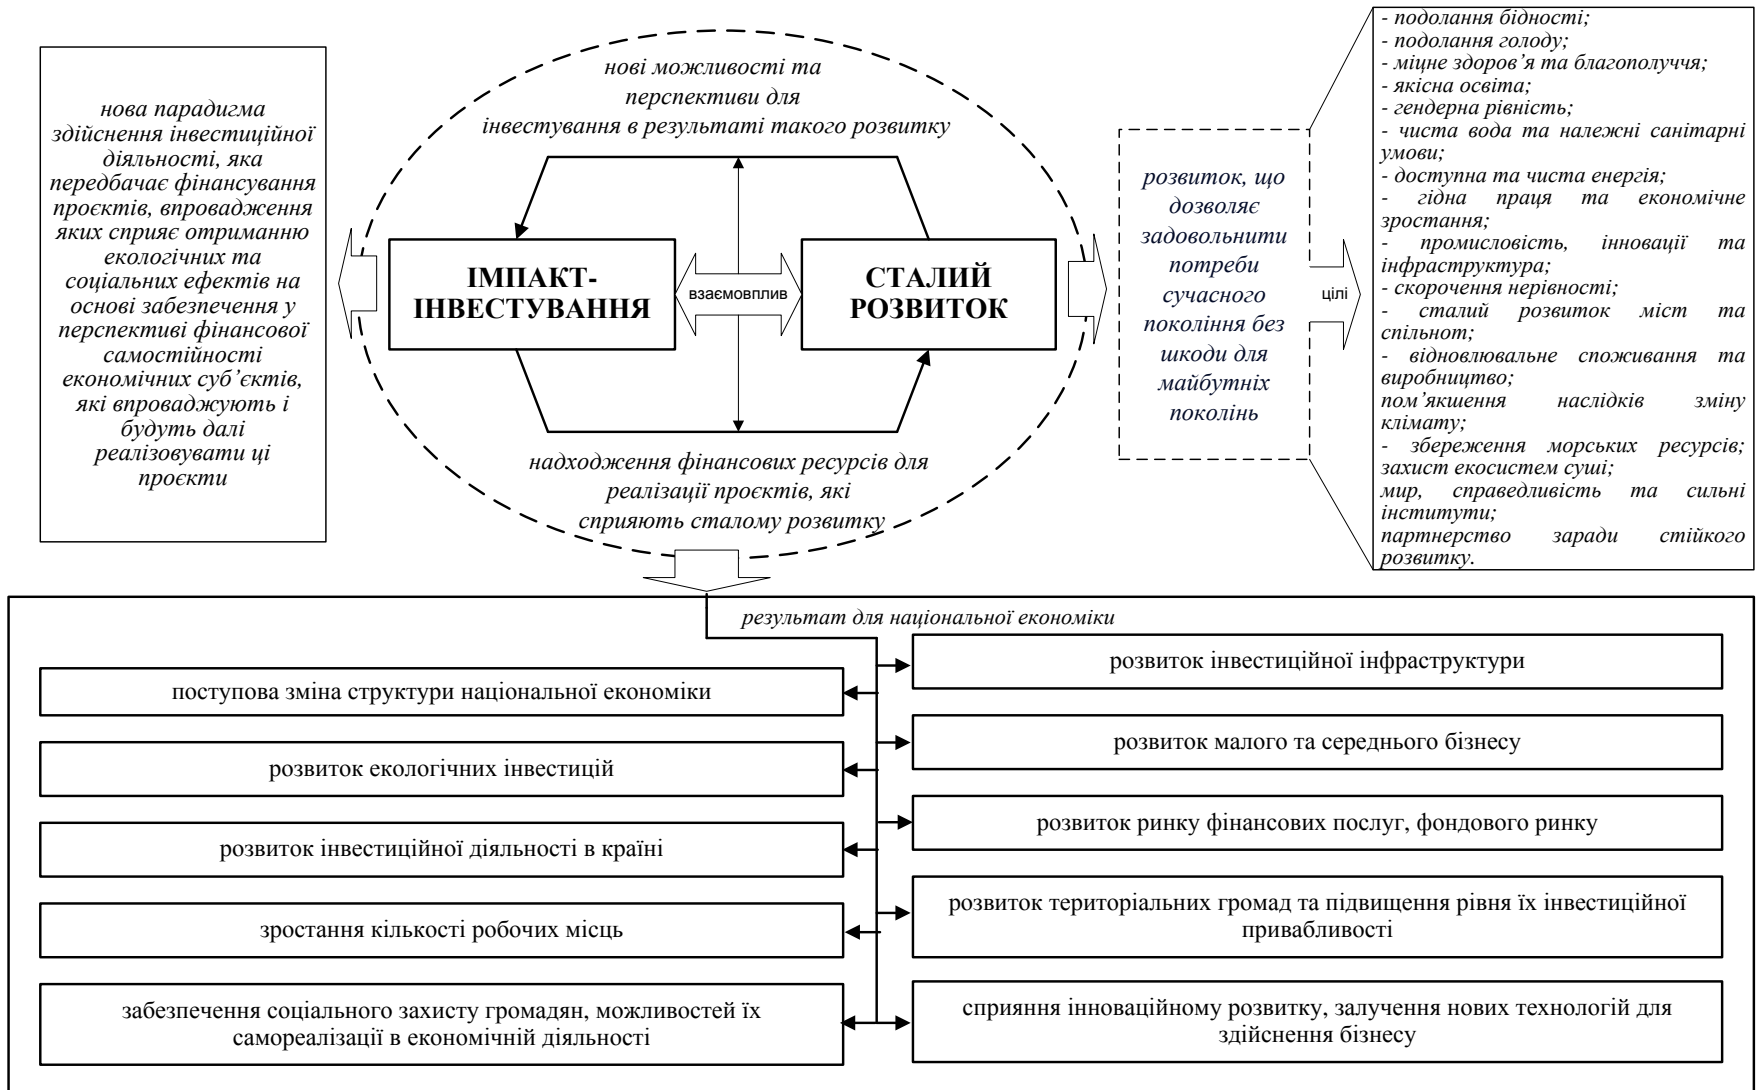 нова парадигма
здійснення інвестиційної
діяльності, яка
передбачає фінансування
проєктів, впровадження
яких сприяє отриманню
екологічних та
соціальних ефектів на
основі забезпечення у
перспективі фінансової
самостійності
економічних суб’єктів,
які впроваджують і
будуть далі
реалізовувати ці
проєкти
нові можливості та
перспективи для
інвестування в результаті такого розвитку
ІМПАКТ-
ІНВЕСТУВАННЯ
взаємовплив
СТАЛИЙ
РОЗВИТОК
надходження фінансових ресурсів для
реалізації проєктів, які
сприяють сталому розвитку
розвиток, що
дозволяє
задовольнити
потреби
сучасного
покоління без
шкоди для
майбутніх
поколінь
цілі
- подолання бідності;
- подолання голоду;
- міцне здоров’я та благополуччя;
- якісна освіта;
- гендерна рівність;
- чиста вода та належні санітарні
умови;
- доступна та чиста енергія;
- гідна праця та економічне
зростання;
- промисловість, інновації та
інфраструктура;
- скорочення нерівності;
- сталий розвиток міст та
спільнот;
- відновлювальне споживання та
виробництво;
пом’якшення наслідків зміну
клімату;
- збереження морських ресурсів;
захист екосистем суші;
мир, справедливість та сильні
інститути;
партнерство заради стійкого
розвитку.
результат для національної економіки
поступова зміна структури національної економіки
розвиток екологічних інвестицій
розвиток інвестиційної діяльності в країні
зростання кількості робочих місць
забезпечення соціального захисту громадян, можливостей їх
самореалізації в економічній діяльності
розвиток інвестиційної інфраструктури
розвиток малого та середнього бізнесу
розвиток ринку фінансових послуг, фондового ринку
розвиток територіальних громад та підвищення рівня їх інвестиційної
привабливості
сприяння інноваційному розвитку, залучення нових технологій для
здійснення бізнесу